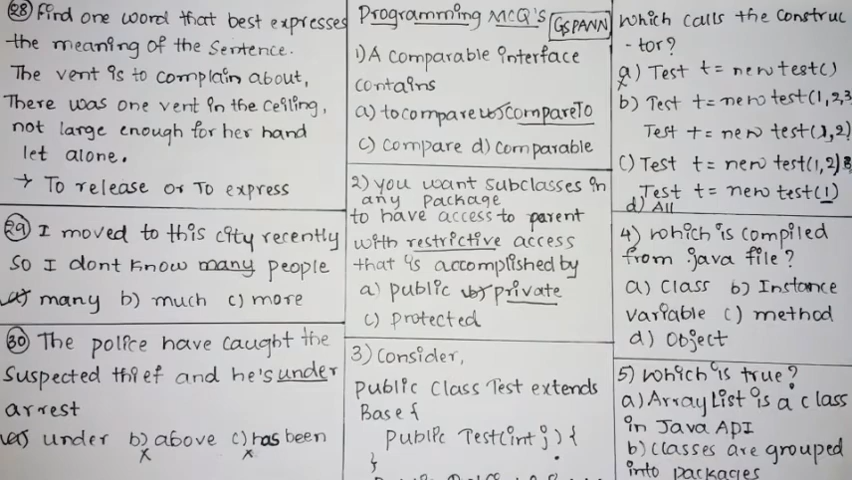 28) Find one word that best expresses
the meaning of the Sentence.
The vent is to complain about,
There was one vent in the ceiling,
not large enough for her hand
let alone.
→ To release or To express
29) I moved to this city recently
so I dont know many people
a) many b) much c) more
30) The police have caught the
suspected thief and he's under
arrest
a) under b) above c) has been
x x
Programming MCQ's GSPANN
1) A comparable interface
contains
a) tocompare b) compareTo
c) compare d) comparable
2) you want subclasses in
any package
to have access to parent
with restrictive access
that is accomplished by
a) public b) private
c) protected
3) Consider,
public class Test extends
Base {
public Test(int j) {
}
which calls the construc
-tor?
a) Test t = new test()
x
b) Test t = new test(1,2,3
Test t = new test(1,2)
c) Test t = new test(1,2)
Test t = new test(1)
d) All
4) which is compiled
from java file?
a) class b) Instance
variable c) method
d) Object
5) which is true?
a) ArrayList is a class
in Java API
b) classes are grouped
into packages